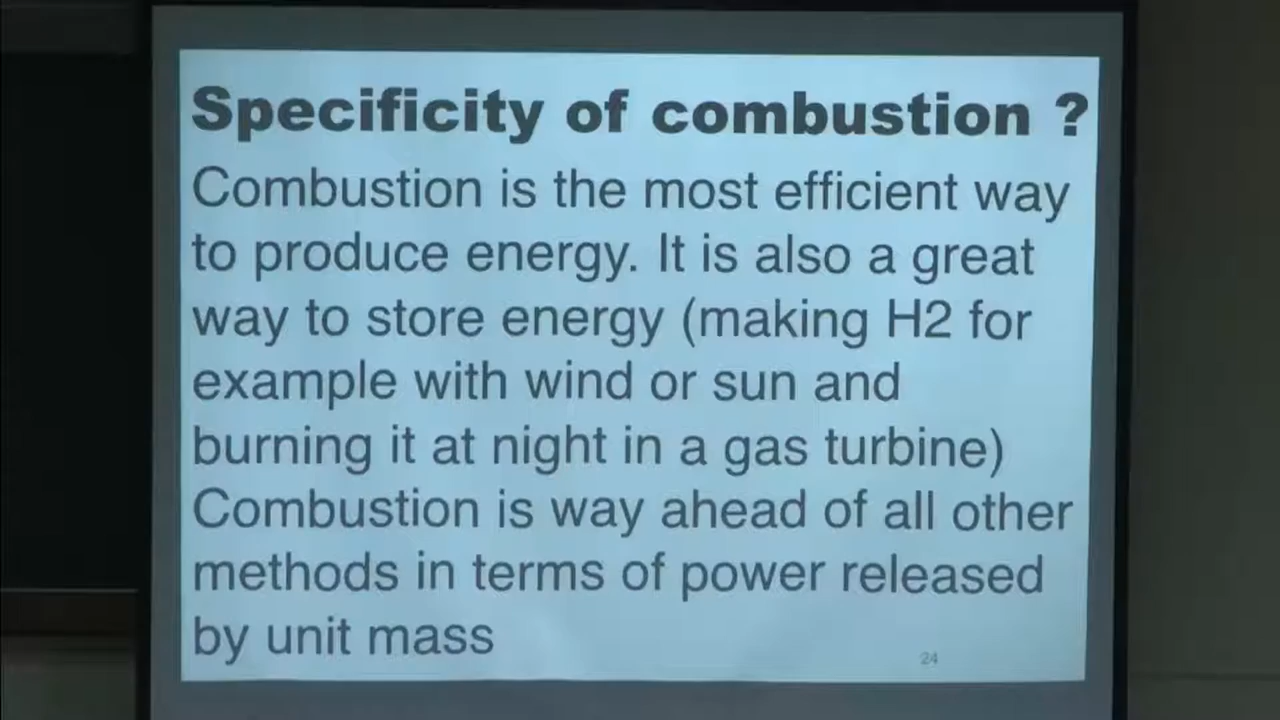 Specificity of combustion ?
Combustion is the most efficient way
to produce energy. It is also a great
way to store energy (making H2 for
example with wind or sun and
burning it at night in a gas turbine)
Combustion is way ahead of all other
methods in terms of power released
by unit mass
24